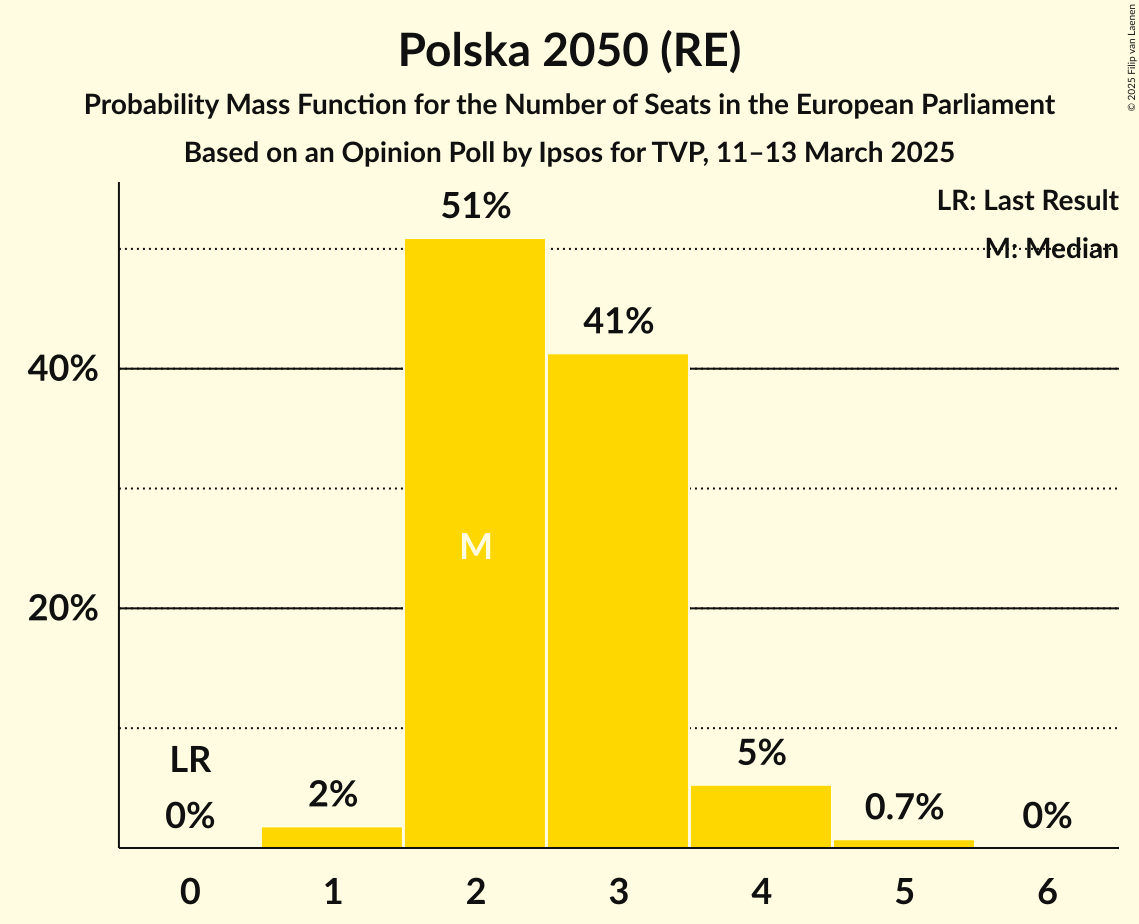 Polska 2050 (RE)
Probability Mass Function for the Number of Seats in the European Parliament
Based on an Opinion Poll by Ipsos for TVP, 11–13 March 2025
© 2025 Filip van Laenen
LR: Last Result
M: Median
51%
41%
40%
M
20%
LR
0%
2%
5%
0.7%
0%
0 1 2 3 4 5 6